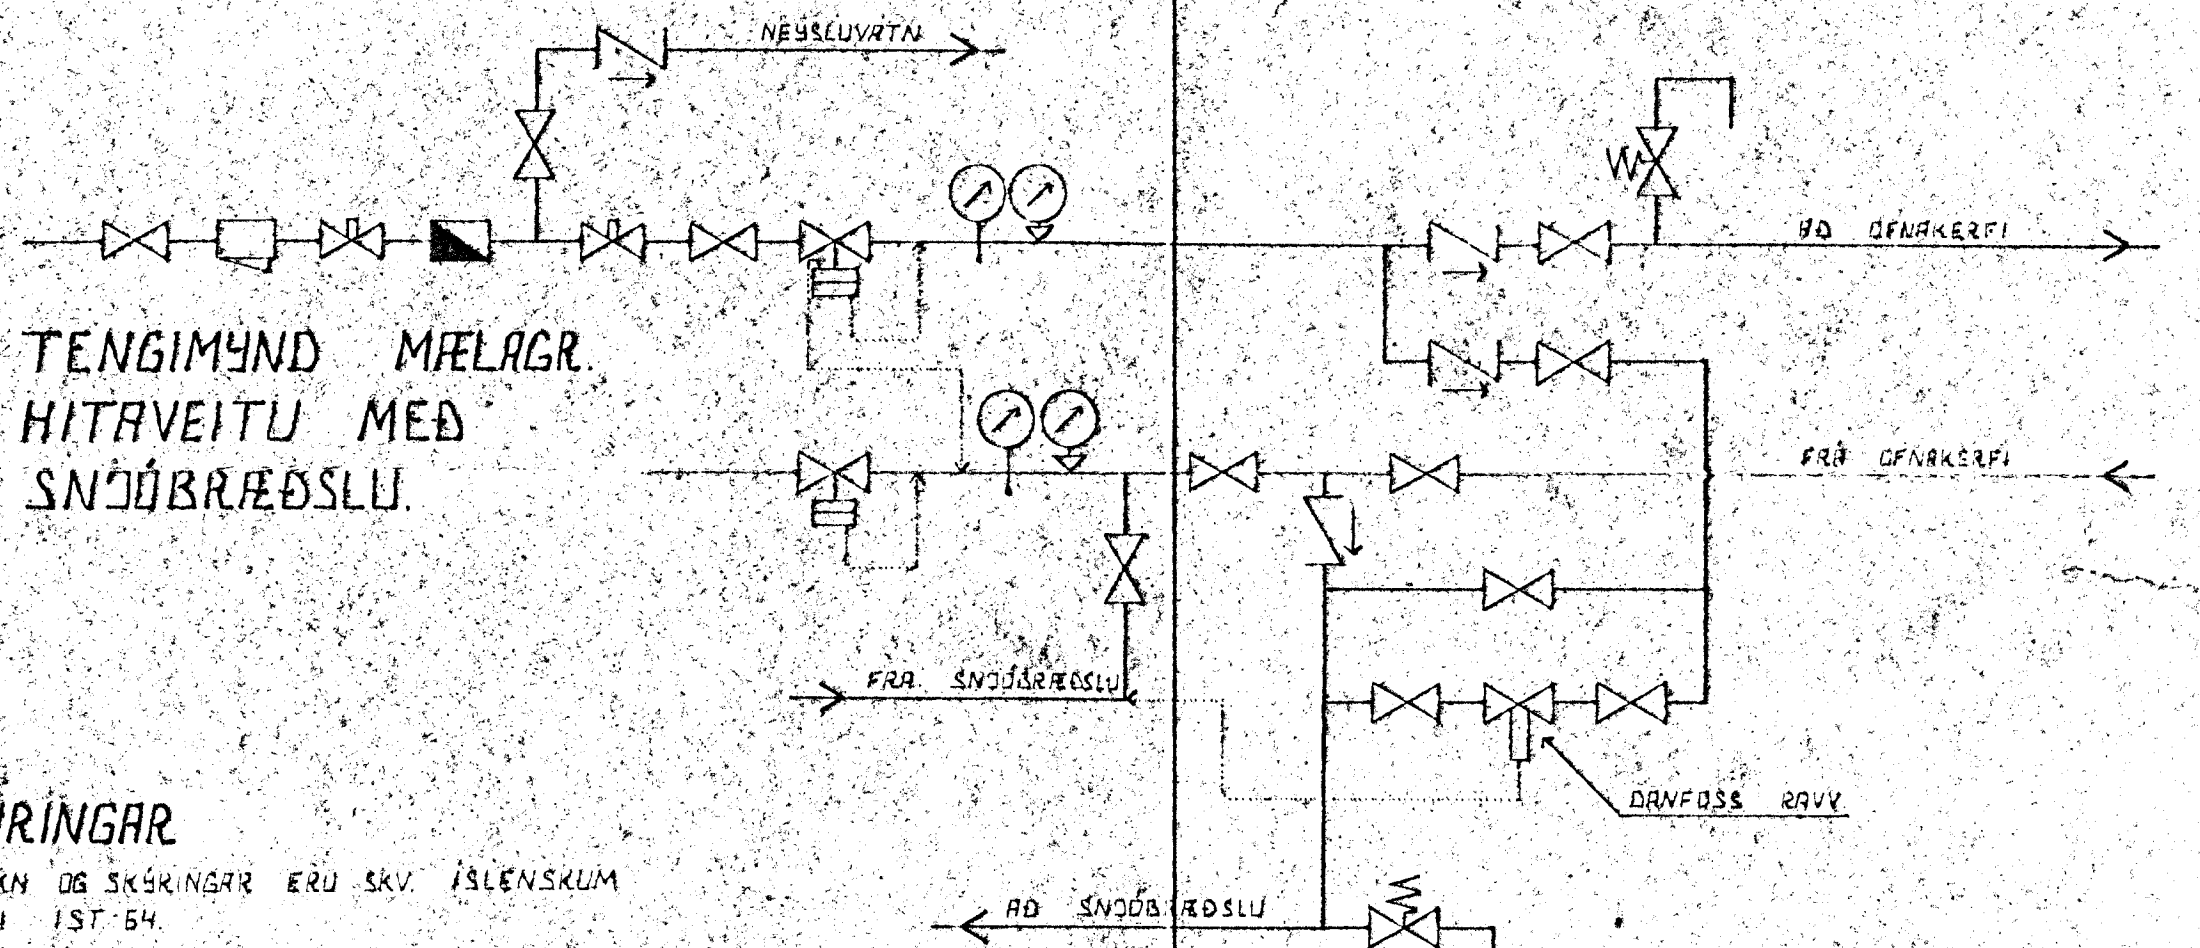 NEYSLUVATN
AÐ OFNAKERFI
TENGIMYND MÆLAGR.
HITAVEITU MEÐ
SNJÓBRÆÐSLU.
FRÁ OFNAKERFI
FRÁ SNJÓBRÆÐSLU
DANFOSS RAVV
RINGAR
KN OG SKÝRINGAR ERU SKV. ÍSLENSKUM
IST 64.
AÐ SNJÓBRÆÐSLU